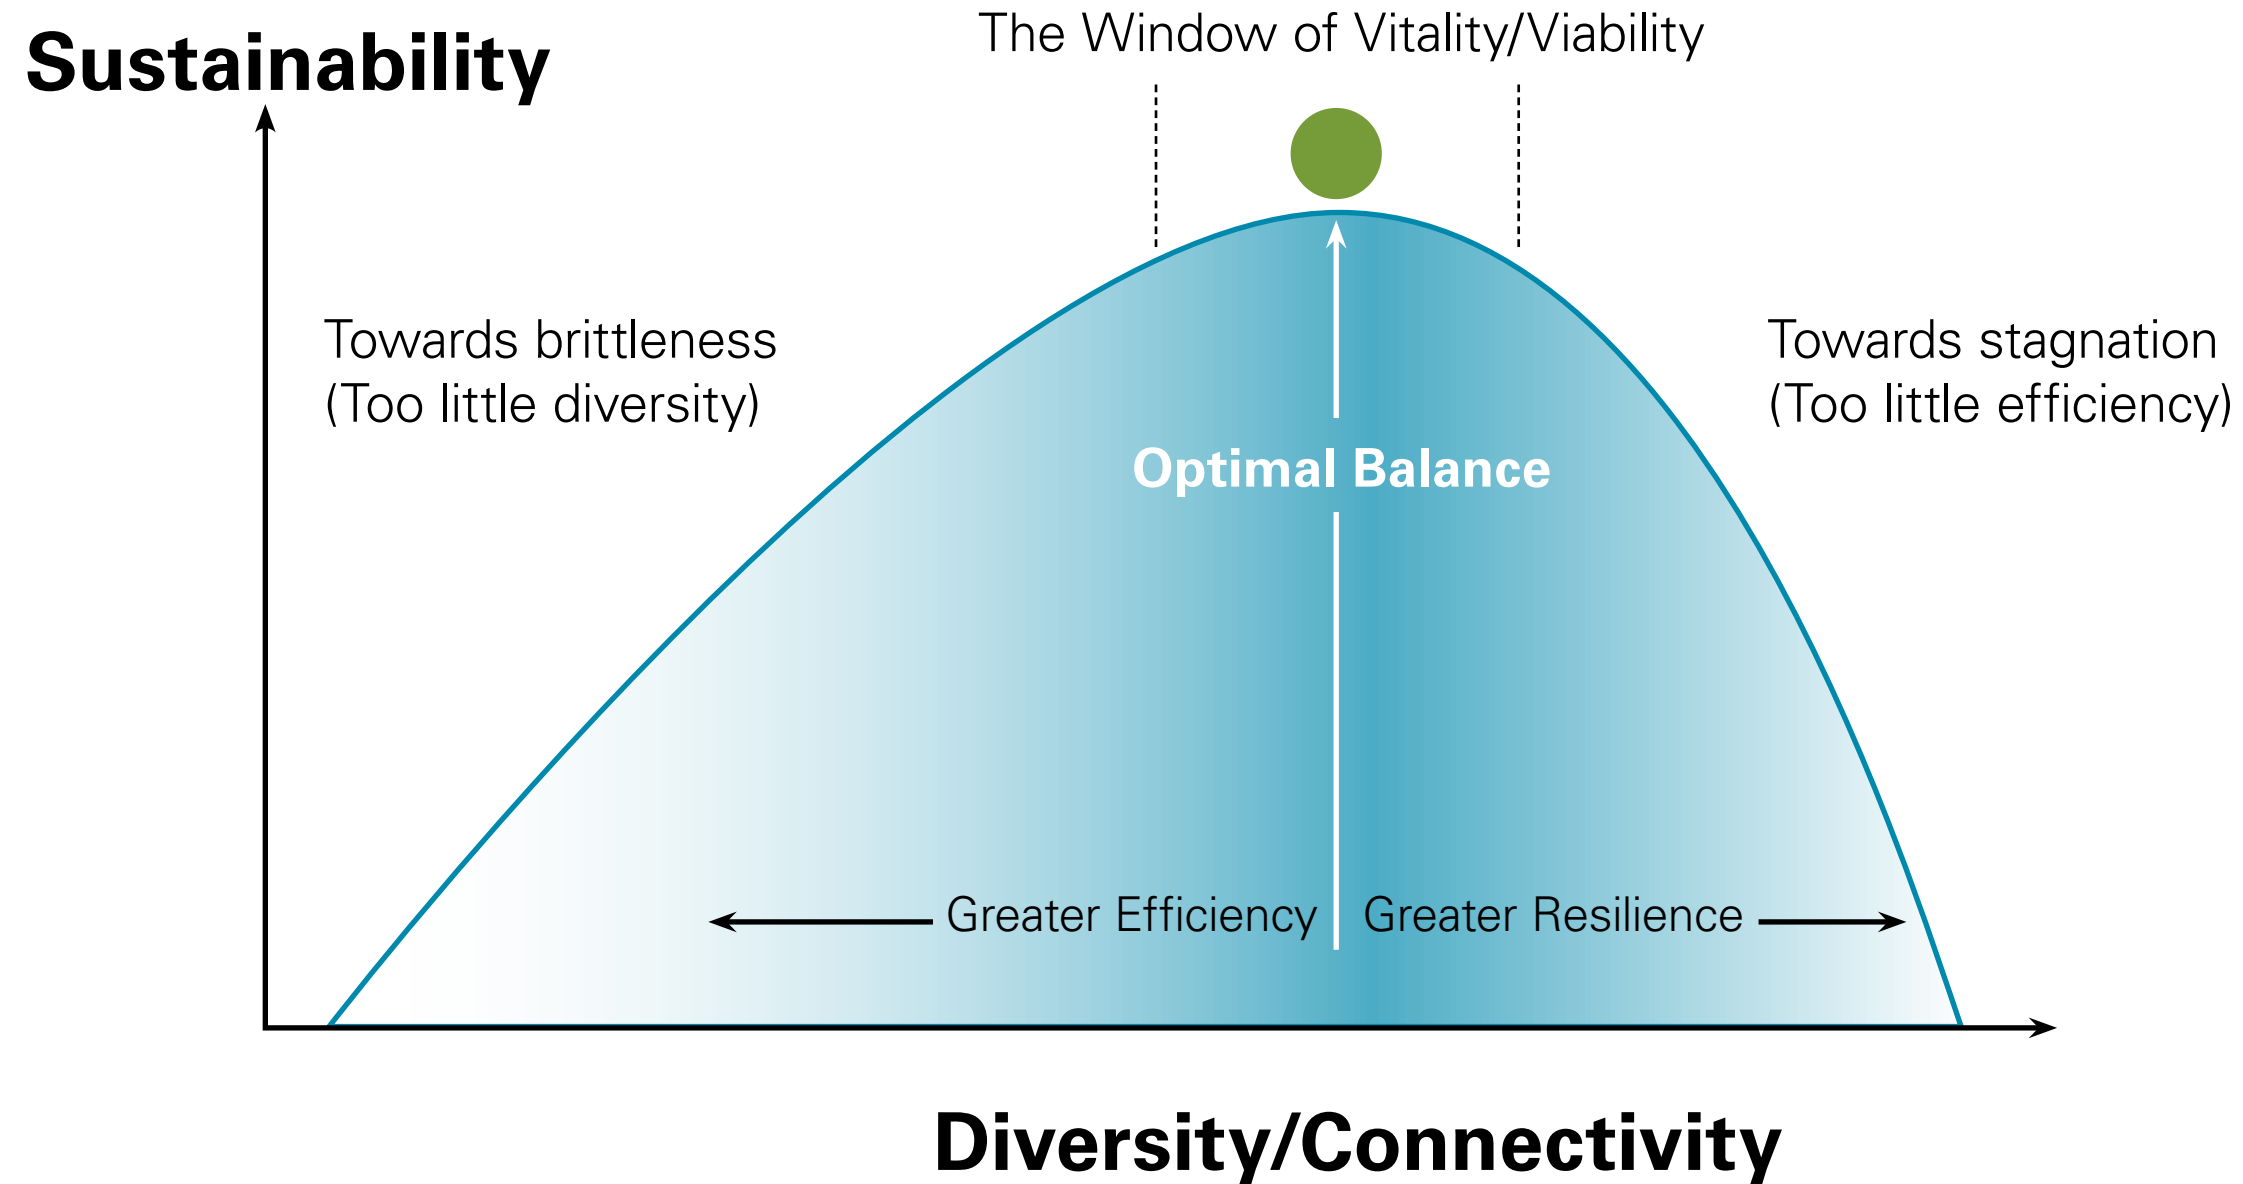 Sustainability
The Window of Vitality/Viability
Towards brittleness
(Too little diversity)
Towards stagnation
(Too little efficiency)
Optimal Balance
Greater Efficiency
Greater Resilience
Diversity/Connectivity